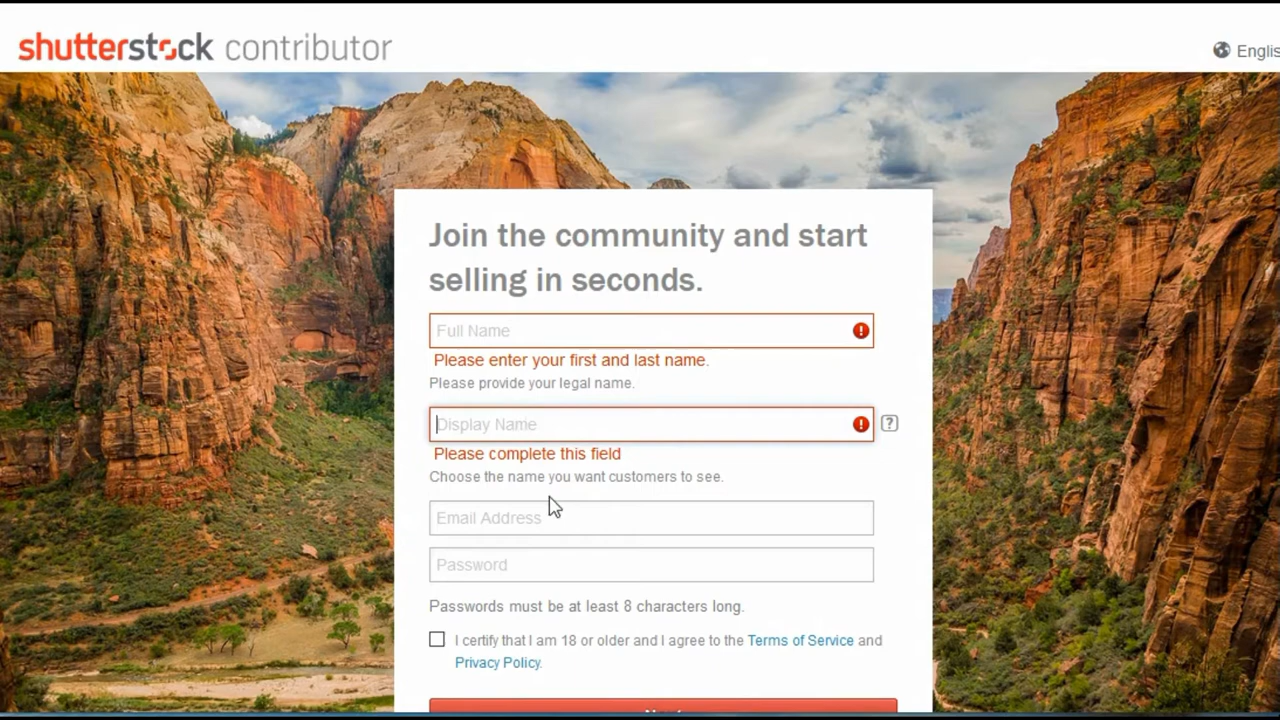 shutterstock contributor
Englis
Join the community and start
selling in seconds.
Full Name
Please enter your first and last name.
Please provide your legal name.
Display Name
?
Please complete this field
Choose the name you want customers to see.
Email Address
Password
Passwords must be at least 8 characters long.
I certify that I am 18 or older and I agree to the Terms of Service and
Privacy Policy.